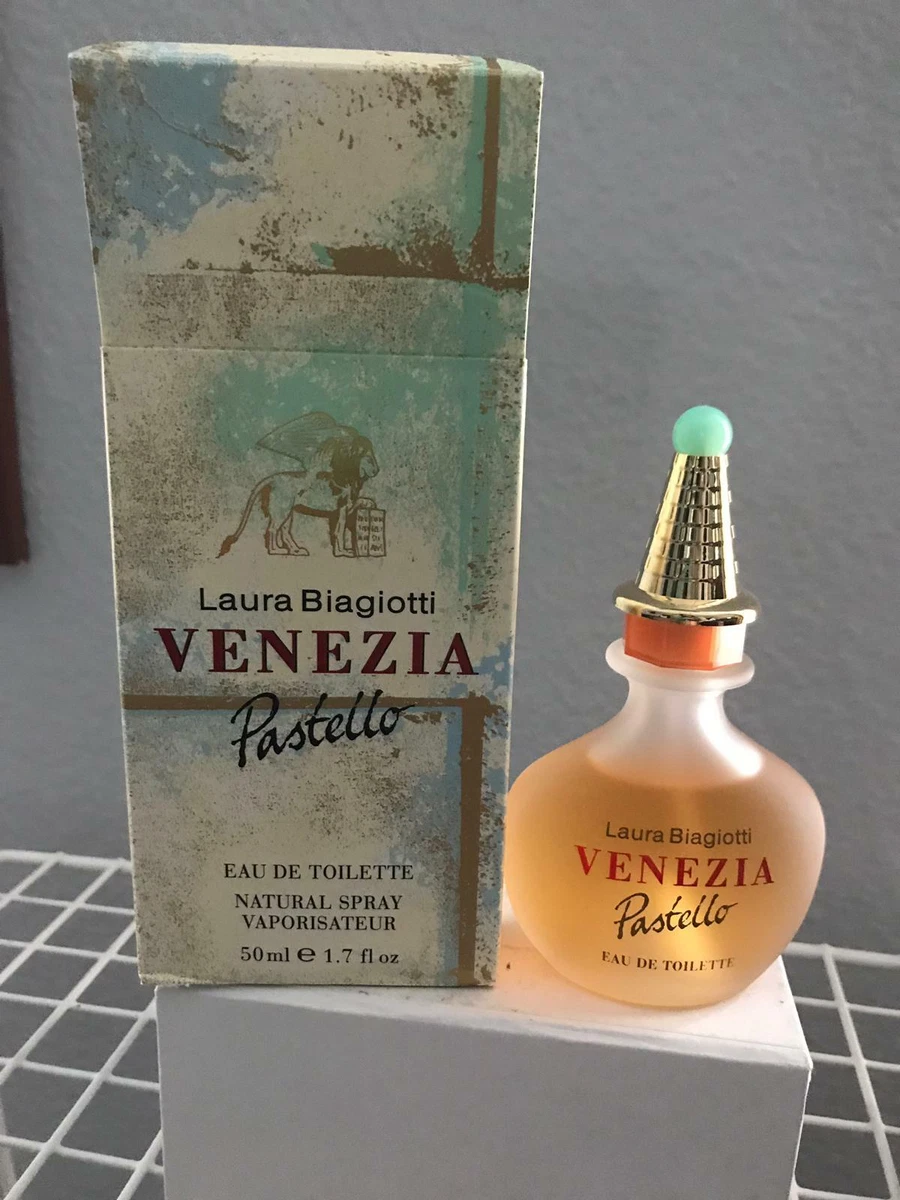 Laura Biagiotti
VENEZIA
Pastello
EAU DE TOILETTE
NATURAL SPRAY
VAPORISATEUR
50ml e 1.7 fl oz
Laura Biagiotti
VENEZIA
Pastello
EAU DE TOILETTE